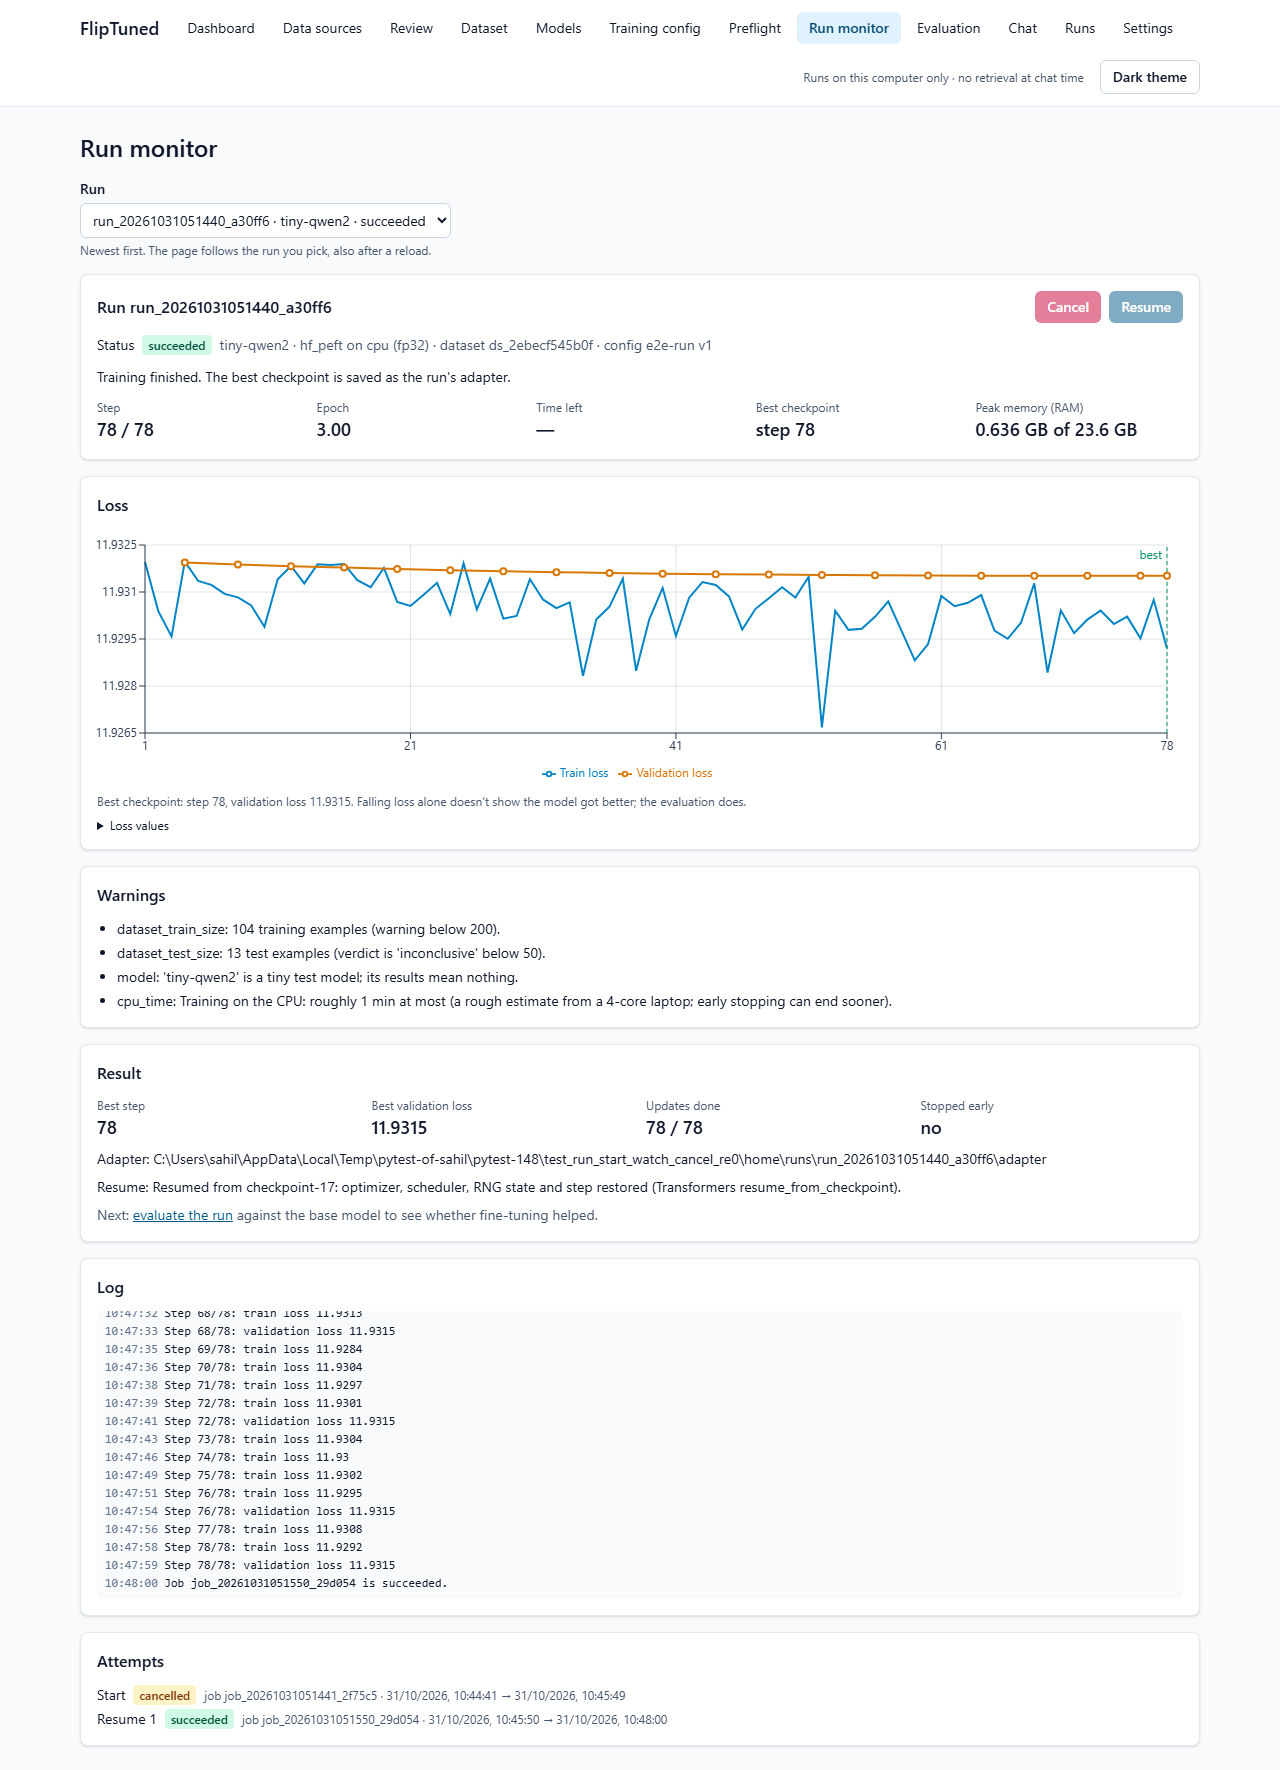 FlipTuned
Dashboard
Data sources
Review
Dataset
Models
Training config
Preflight
Run monitor
Evaluation
Chat
Runs
Settings
Runs on this computer only · no retrieval at chat time
Dark theme
Run monitor
Run
run_20261031051440_a30ff6 · tiny-qwen2 · succeeded
Newest first. The page follows the run you pick, also after a reload.
Run run_20261031051440_a30ff6
Cancel
Resume
Status succeeded tiny-qwen2 · hf_peft on cpu (fp32) · dataset ds_2ebecf545b0f · config e2e-run v1
Training finished. The best checkpoint is saved as the run's adapter.
Step
78 / 78
Epoch
3.00
Time left
—
Best checkpoint
step 78
Peak memory (RAM)
0.636 GB of 23.6 GB
Loss
11.9325
11.931
11.9295
11.928
11.9265
best
1
21
41
61
78
Train loss
Validation loss
Best checkpoint: step 78, validation loss 11.9315. Falling loss alone doesn't show the model got better; the evaluation does.
Loss values
Warnings
dataset_train_size: 104 training examples (warning below 200).
dataset_test_size: 13 test examples (verdict is 'inconclusive' below 50).
model: 'tiny-qwen2' is a tiny test model; its results mean nothing.
cpu_time: Training on the CPU: roughly 1 min at most (a rough estimate from a 4-core laptop; early stopping can end sooner).
Result
Best step
78
Best validation loss
11.9315
Updates done
78 / 78
Stopped early
no
Adapter: C:\Users\sahil\AppData\Local\Temp\pytest-of-sahil\pytest-148\test_run_start_watch_cancel_re0\home\runs\run_20261031051440_a30ff6\adapter
Resume: Resumed from checkpoint-17: optimizer, scheduler, RNG state and step restored (Transformers resume_from_checkpoint).
Next: evaluate the run against the base model to see whether fine-tuning helped.
Log
10:47:32 Step 68/78: train loss 11.9313
10:47:33 Step 68/78: validation loss 11.9315
10:47:35 Step 69/78: train loss 11.9284
10:47:36 Step 70/78: train loss 11.9304
10:47:38 Step 71/78: train loss 11.9297
10:47:39 Step 72/78: train loss 11.9301
10:47:41 Step 72/78: validation loss 11.9315
10:47:43 Step 73/78: train loss 11.9304
10:47:46 Step 74/78: train loss 11.93
10:47:49 Step 75/78: train loss 11.9302
10:47:51 Step 76/78: train loss 11.9295
10:47:54 Step 76/78: validation loss 11.9315
10:47:56 Step 77/78: train loss 11.9308
10:47:58 Step 78/78: train loss 11.9292
10:47:59 Step 78/78: validation loss 11.9315
10:48:00 Job job_20261031051550_29d054 is succeeded.
Attempts
Start cancelled job job_20261031051441_2f75c5 · 31/10/2026, 10:44:41 → 31/10/2026, 10:45:49
Resume 1 succeeded job job_20261031051550_29d054 · 31/10/2026, 10:45:50 → 31/10/2026, 10:48:00